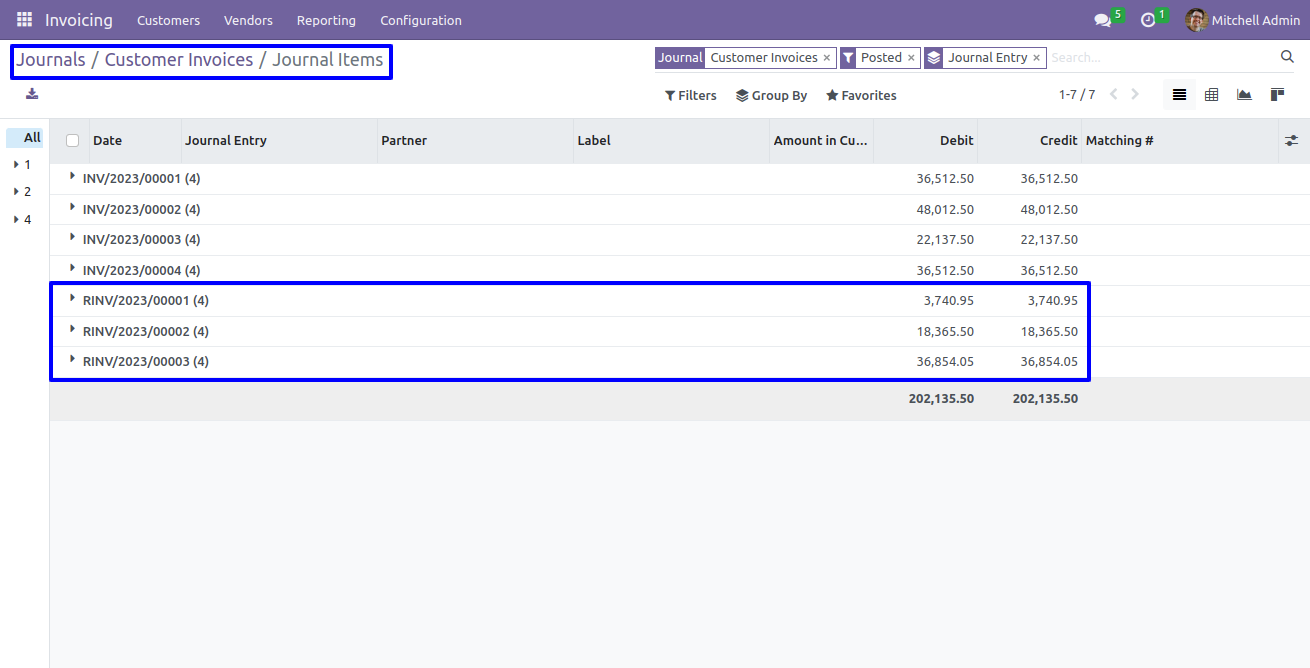 Invoicing Customers Vendors Reporting Configuration 5 1 Mitchell Admin
Journals / Customer Invoices / Journal Items
Journal Customer Invoices × Posted × Journal Entry × Search...
Filters Group By Favorites 1-7 / 7
All
1
2
4
Date Journal Entry Partner Label Amount in Cu... Debit Credit Matching #
INV/2023/00001 (4) 36,512.50 36,512.50
INV/2023/00002 (4) 48,012.50 48,012.50
INV/2023/00003 (4) 22,137.50 22,137.50
INV/2023/00004 (4) 36,512.50 36,512.50
RINV/2023/00001 (4) 3,740.95 3,740.95
RINV/2023/00002 (4) 18,365.50 18,365.50
RINV/2023/00003 (4) 36,854.05 36,854.05
202,135.50 202,135.50